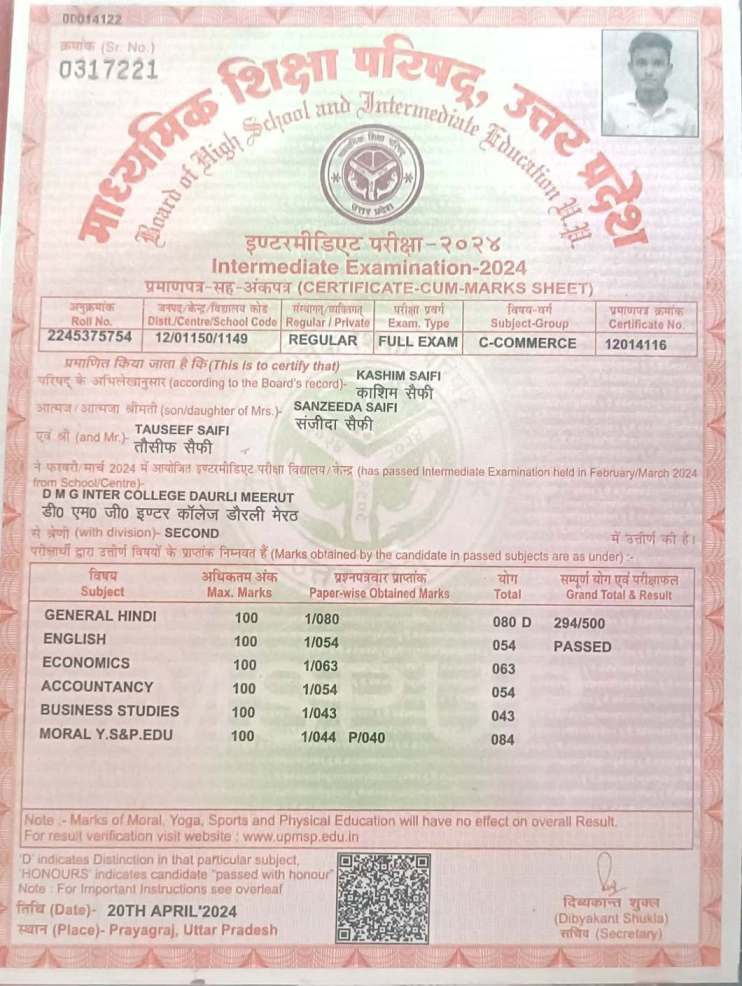 00014122
क्रमांक (Sr. No.)
0317221
माध्यमिक शिक्षा परिषद्, उत्तर प्रदेश
Board of High School and Intermediate Education U.P.
माध्यमिक शिक्षा परिषद
उत्तर प्रदेश
इण्टरमीडिएट परीक्षा-२०२४
Intermediate Examination-2024
प्रमाणपत्र-सह-अंकपत्र (CERTIFICATE-CUM-MARKS SHEET)
अनुक्रमांक जनपद/केन्द्र/विद्यालय कोड संस्थागत/व्यक्तिगत परीक्षा प्रवर्ग विषय-वर्ग प्रमाणपत्र क्रमांक
Roll No. Distt./Centre/School Code Regular / Private Exam. Type Subject-Group Certificate No.
2245375754 12/01150/1149 REGULAR FULL EXAM C-COMMERCE 12014116
प्रमाणित किया जाता है कि (This is to certify that)
परिषद् के अभिलेखानुसार (according to the Board's record)- KASHIM SAIFI
काशिम सैफी
आत्मज/आत्मजा श्रीमती (son/daughter of Mrs.)- SANZEEDA SAIFI
संजीदा सैफी
एवं श्री (and Mr.)- TAUSEEF SAIFI
तौसीफ सैफी
ने फरवरी/मार्च 2024 में आयोजित इण्टरमीडिएट परीक्षा विद्यालय/केन्द्र (has passed Intermediate Examination held in February/March 2024
from School/Centre)-
D M G INTER COLLEGE DAURLI MEERUT
डी० एम० जी० इण्टर कॉलेज डौरली मेरठ
से श्रेणी (with division)- SECOND में उत्तीर्ण की है।
परीक्षार्थी द्वारा उत्तीर्ण विषयों के प्राप्तांक निम्नवत हैं (Marks obtained by the candidate in passed subjects are as under) :-
विषय अधिकतम अंक प्रश्नपत्रवार प्राप्तांक योग सम्पूर्ण योग एवं परीक्षाफल
Subject Max. Marks Paper-wise Obtained Marks Total Grand Total & Result
GENERAL HINDI 100 1/080 080 D 294/500
ENGLISH 100 1/054 054 PASSED
ECONOMICS 100 1/063 063
ACCOUNTANCY 100 1/054 054
BUSINESS STUDIES 100 1/043 043
MORAL Y.S&P.EDU 100 1/044 P/040 084
Note :- Marks of Moral, Yoga, Sports and Physical Education will have no effect on overall Result.
For result verification visit website : www.upmsp.edu.in
'D' indicates Distinction in that particular subject,
'HONOURS' indicates candidate "passed with honour"
Note : For Important Instructions see overleaf
तिथि (Date)- 20TH APRIL'2024
स्थान (Place)- Prayagraj, Uttar Pradesh
दिब्यकान्त शुक्ल
(Dibyakant Shukla)
सचिव (Secretary)